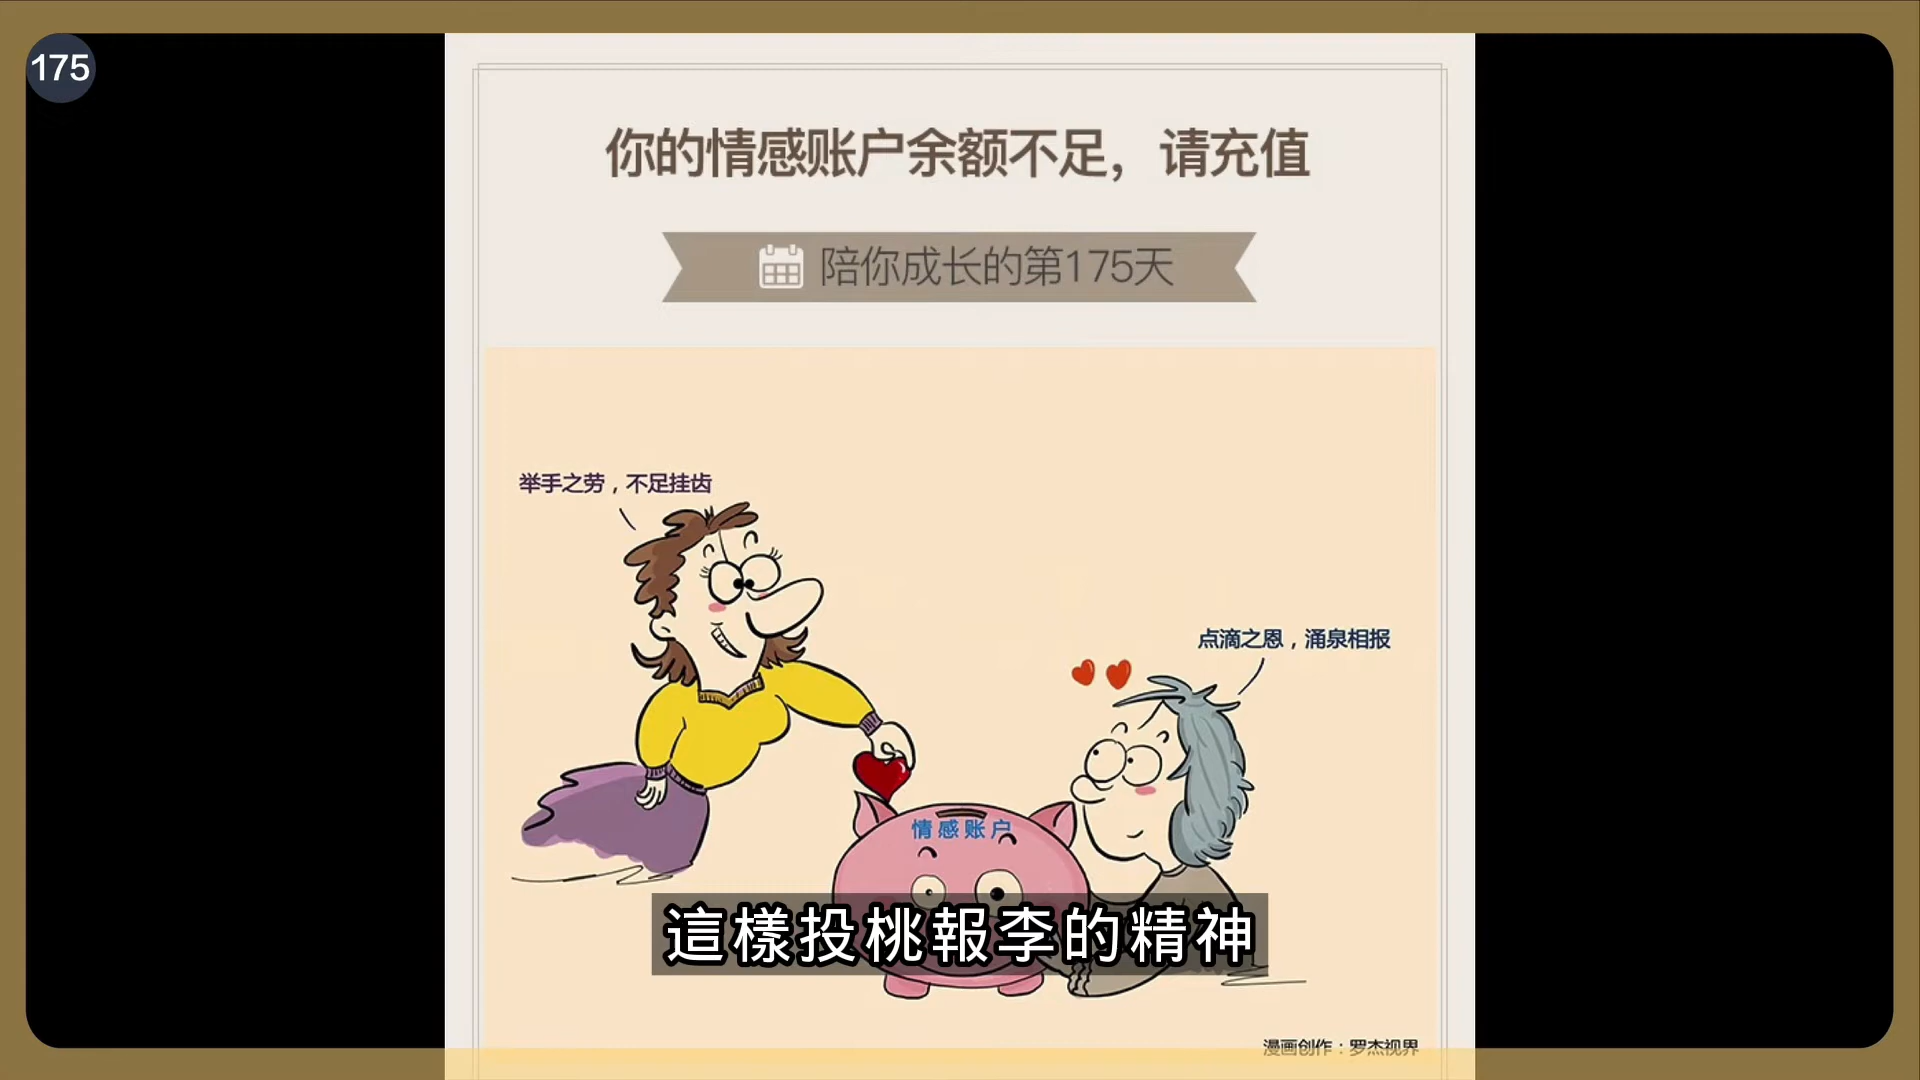 175
你的情感账户余额不足，请充值
陪你成长的第175天
举手之劳，不足挂齿
点滴之恩，涌泉相报
情感账户
這樣投桃報李的精神
漫画创作：罗杰视界